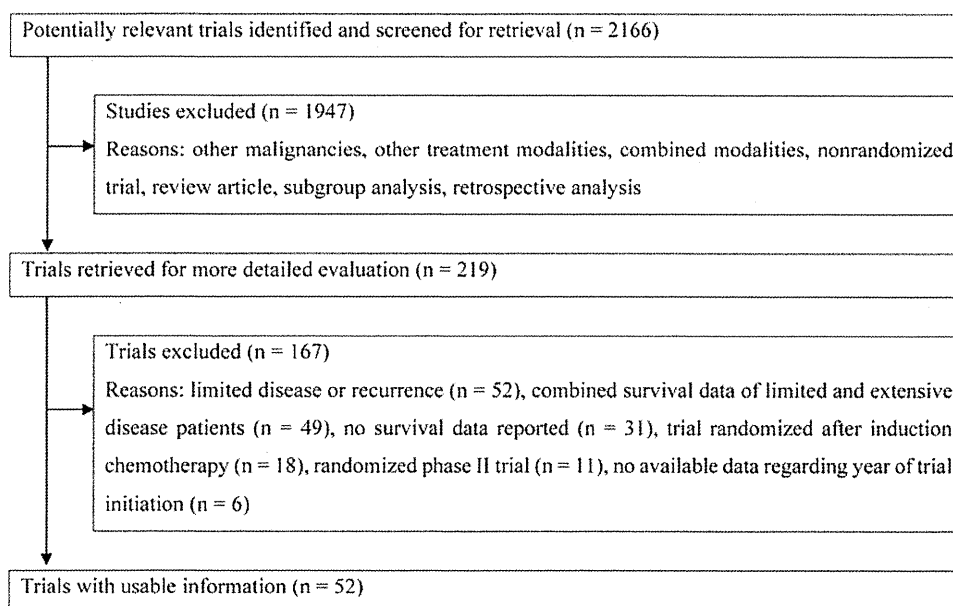 Potentially relevant trials identified and screened for retrieval (n = 2166)
Studies excluded (n = 1947)
Reasons: other malignancies, other treatment modalities, combined modalities, nonrandomized
trial, review article, subgroup analysis, retrospective analysis
Trials retrieved for more detailed evaluation (n = 219)
Trials excluded (n = 167)
Reasons: limited disease or recurrence (n = 52), combined survival data of limited and extensive
disease patients (n = 49), no survival data reported (n = 31), trial randomized after induction
chemotherapy (n = 18), randomized phase II trial (n = 11), no available data regarding year of trial
initiation (n = 6)
Trials with usable information (n = 52)